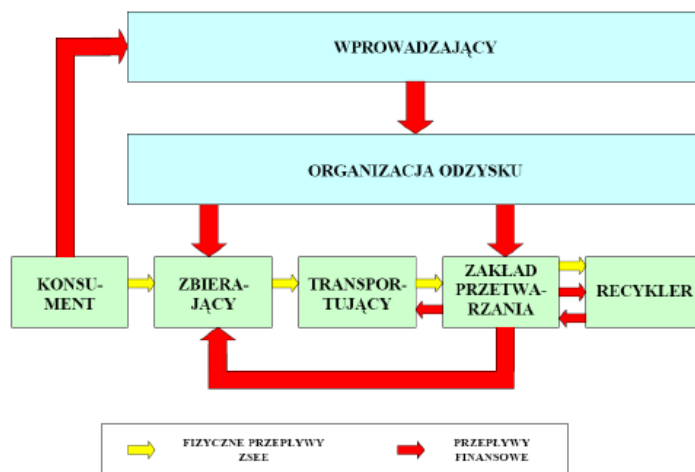 WPROWADZAJĄCY
ORGANIZACJA ODZYSKU
KONSU-
MENT
ZBIERA-
JĄCY
TRANSPOR-
TUJĄCY
ZAKŁAD
PRZETWA-
RZANIA
RECYKLER
FIZYCZNE PRZEPŁYWY
ZSEE
PRZEPŁYWY
FINANSOWE